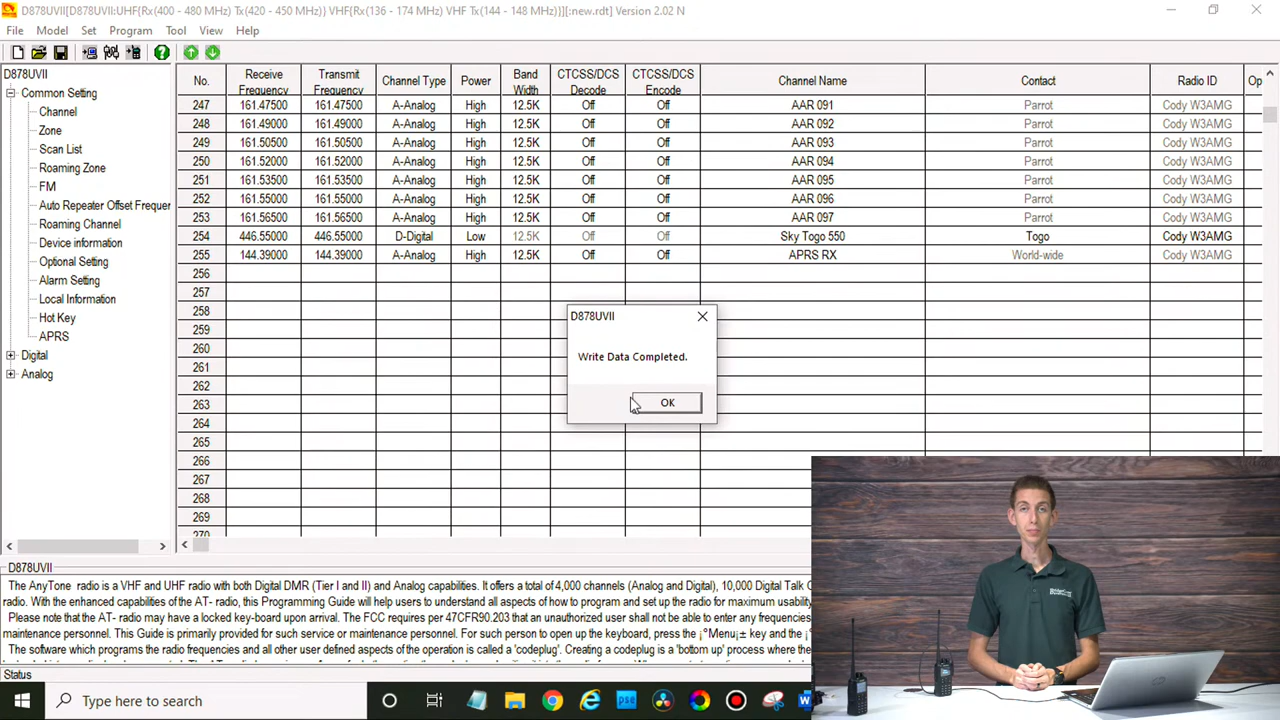 D878UVII[D878UVII:UHF{Rx(400 - 480 MHz) Tx(420 - 450 MHz)} VHF{Rx(136 - 174 MHz) VHF Tx(144 - 148 MHz)}][:new.rdt] Version 2.02 N
File Model Set Program Tool View Help
D878UVII
Common Setting
Channel
Zone
Scan List
Roaming Zone
FM
Auto Repeater Offset Frequer
Roaming Channel
Device information
Optional Setting
Alarm Setting
Local Information
Hot Key
APRS
Digital
Analog
No. Receive Frequency Transmit Frequency Channel Type Power Band Width CTCSS/DCS Decode CTCSS/DCS Encode Channel Name Contact Radio ID Op
247 161.47500 161.47500 A-Analog High 12.5K Off Off AAR 091 Parrot Cody W3AMG
248 161.49000 161.49000 A-Analog High 12.5K Off Off AAR 092 Parrot Cody W3AMG
249 161.50500 161.50500 A-Analog High 12.5K Off Off AAR 093 Parrot Cody W3AMG
250 161.52000 161.52000 A-Analog High 12.5K Off Off AAR 094 Parrot Cody W3AMG
251 161.53500 161.53500 A-Analog High 12.5K Off Off AAR 095 Parrot Cody W3AMG
252 161.55000 161.55000 A-Analog High 12.5K Off Off AAR 096 Parrot Cody W3AMG
253 161.56500 161.56500 A-Analog High 12.5K Off Off AAR 097 Parrot Cody W3AMG
254 446.55000 446.55000 D-Digital Low 12.5K Off Off Sky Togo 550 Togo Cody W3AMG
255 144.39000 144.39000 A-Analog High 12.5K Off Off APRS RX World-wide Cody W3AMG
256
257
258
259
260
261
262
263
264
265
266
267
268
269
270
D878UVII
Write Data Completed.
OK
D878UVII
The AnyTone radio is a VHF and UHF radio with both Digital DMR (Tier I and II) and Analog capabilities. It offers a total of 4,000 channels (Analog and Digital), 10,000 Digital Talk G
radio. With the enhanced capabilities of the AT- radio, this Programming Guide will help users to understand all aspects of how to program and set up the radio for maximum usability
Please note that the AT- radio may have a locked key-board upon arrival. The FCC requires per 47CFR90.203 that an unauthorized user shall not be able to enter any frequencies
maintenance personnel. This Guide is primarily provided for such service or maintenance personnel. For such person to open up the keyboard, press the ¡°Menu¡± key and the ¡°
The software which programs the radio frequencies and all other user defined aspects of the operation is called a 'codeplug'. Creating a codeplug is a 'bottom up' process where the
Status
Type here to search